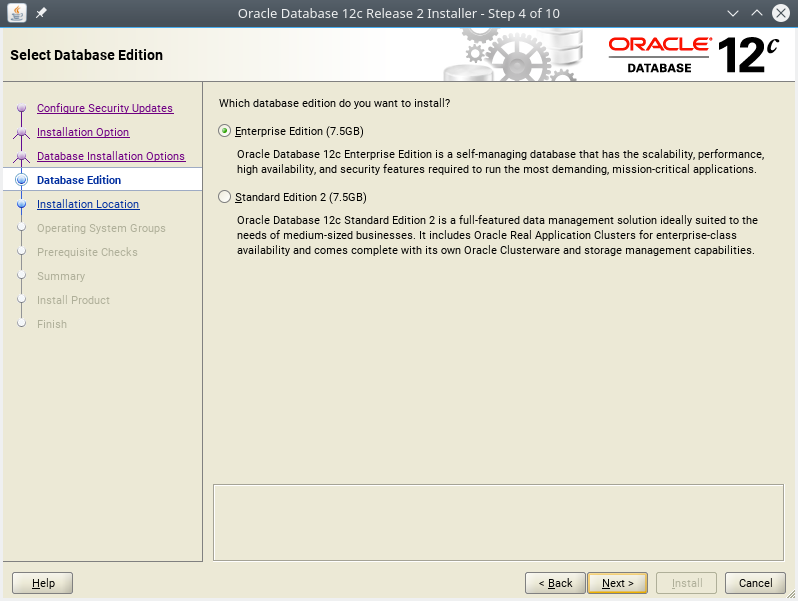 Oracle Database 12c Release 2 Installer - Step 4 of 10
Select Database Edition
ORACLE®
DATABASE
12c
Configure Security Updates
Installation Option
Database Installation Options
Database Edition
Installation Location
Operating System Groups
Prerequisite Checks
Summary
Install Product
Finish
Which database edition do you want to install?
Enterprise Edition (7.5GB)
Oracle Database 12c Enterprise Edition is a self-managing database that has the scalability, performance,
high availability, and security features required to run the most demanding, mission-critical applications.
Standard Edition 2 (7.5GB)
Oracle Database 12c Standard Edition 2 is a full-featured data management solution ideally suited to the
needs of medium-sized businesses. It includes Oracle Real Application Clusters for enterprise-class
availability and comes complete with its own Oracle Clusterware and storage management capabilities.
Help
< Back
Next >
Install
Cancel